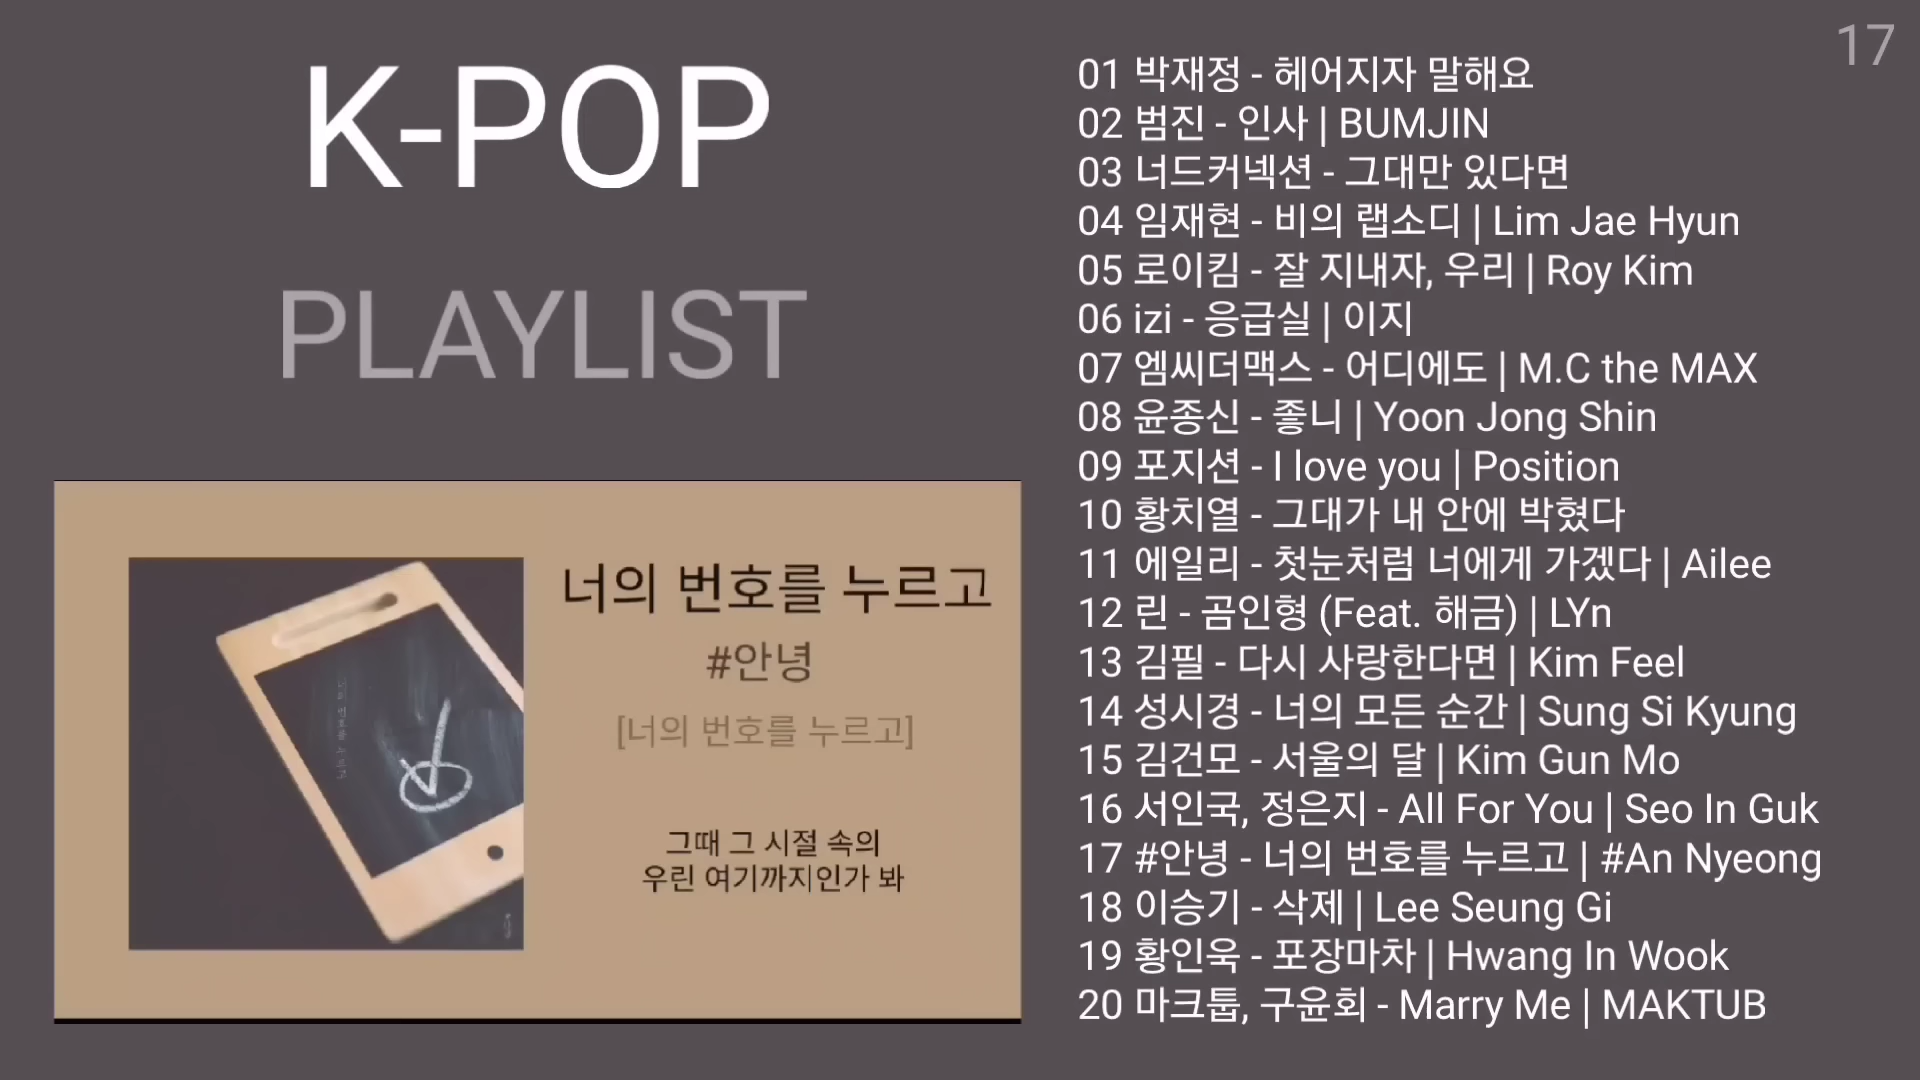 17
K-POP
PLAYLIST
01 박재정 - 헤어지자 말해요
02 범진 - 인사 | BUMJIN
03 너드커넥션 - 그대만 있다면
04 임재현 - 비의 랩소디 | Lim Jae Hyun
05 로이킴 - 잘 지내자, 우리 | Roy Kim
06 izi - 응급실 | 이지
07 엠씨더맥스 - 어디에도 | M.C the MAX
08 윤종신 - 좋니 | Yoon Jong Shin
09 포지션 - I love you | Position
10 황치열 - 그대가 내 안에 박혔다
11 에일리 - 첫눈처럼 너에게 가겠다 | Ailee
12 린 - 곰인형 (Feat. 해금) | LYn
13 김필 - 다시 사랑한다면 | Kim Feel
14 성시경 - 너의 모든 순간 | Sung Si Kyung
15 김건모 - 서울의 달 | Kim Gun Mo
16 서인국, 정은지 - All For You | Seo In Guk
17 #안녕 - 너의 번호를 누르고 | #An Nyeong
18 이승기 - 삭제 | Lee Seung Gi
19 황인욱 - 포장마차 | Hwang In Wook
20 마크툽, 구윤회 - Marry Me | MAKTUB
너의 번호를 누르고
#안녕
[너의 번호를 누르고]
그때 그 시절 속의
우린 여기까지인가 봐
너의 번호를 누르고